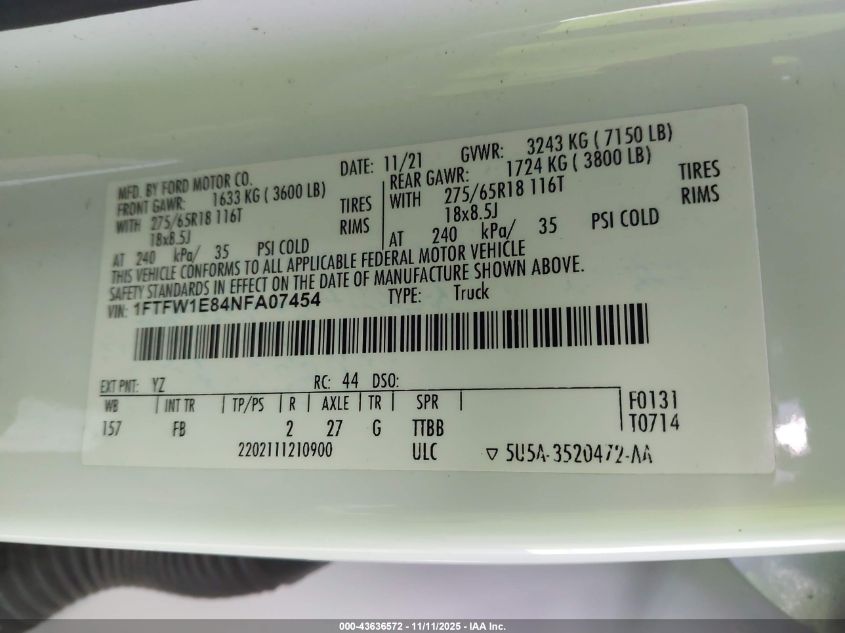 MFD. BY FORD MOTOR CO. DATE: 11/21 GVWR: 3243 KG ( 7150 LB)
FRONT GAWR: 1633 KG ( 3600 LB) REAR GAWR: 1724 KG ( 3800 LB)
WITH 275/65R18 116T TIRES WITH 275/65R18 116T TIRES
18x8.5J RIMS 18x8.5J RIMS
AT 240 kPa/ 35 PSI COLD AT 240 kPa/ 35 PSI COLD
THIS VEHICLE CONFORMS TO ALL APPLICABLE FEDERAL MOTOR VEHICLE
SAFETY STANDARDS IN EFFECT ON THE DATE OF MANUFACTURE SHOWN ABOVE.
VIN: 1FTFW1E84NFA07454 TYPE: Truck
EXT PNT: YZ RC: 44 DSO:
WB INT TR TP/PS R AXLE TR SPR F0131
157 FB 2 27 G TTBB T0714
2202111210900 ULC ▽ 5U5A-3520472-AA
000-43636572 - 11/11/2025 - IAA Inc.